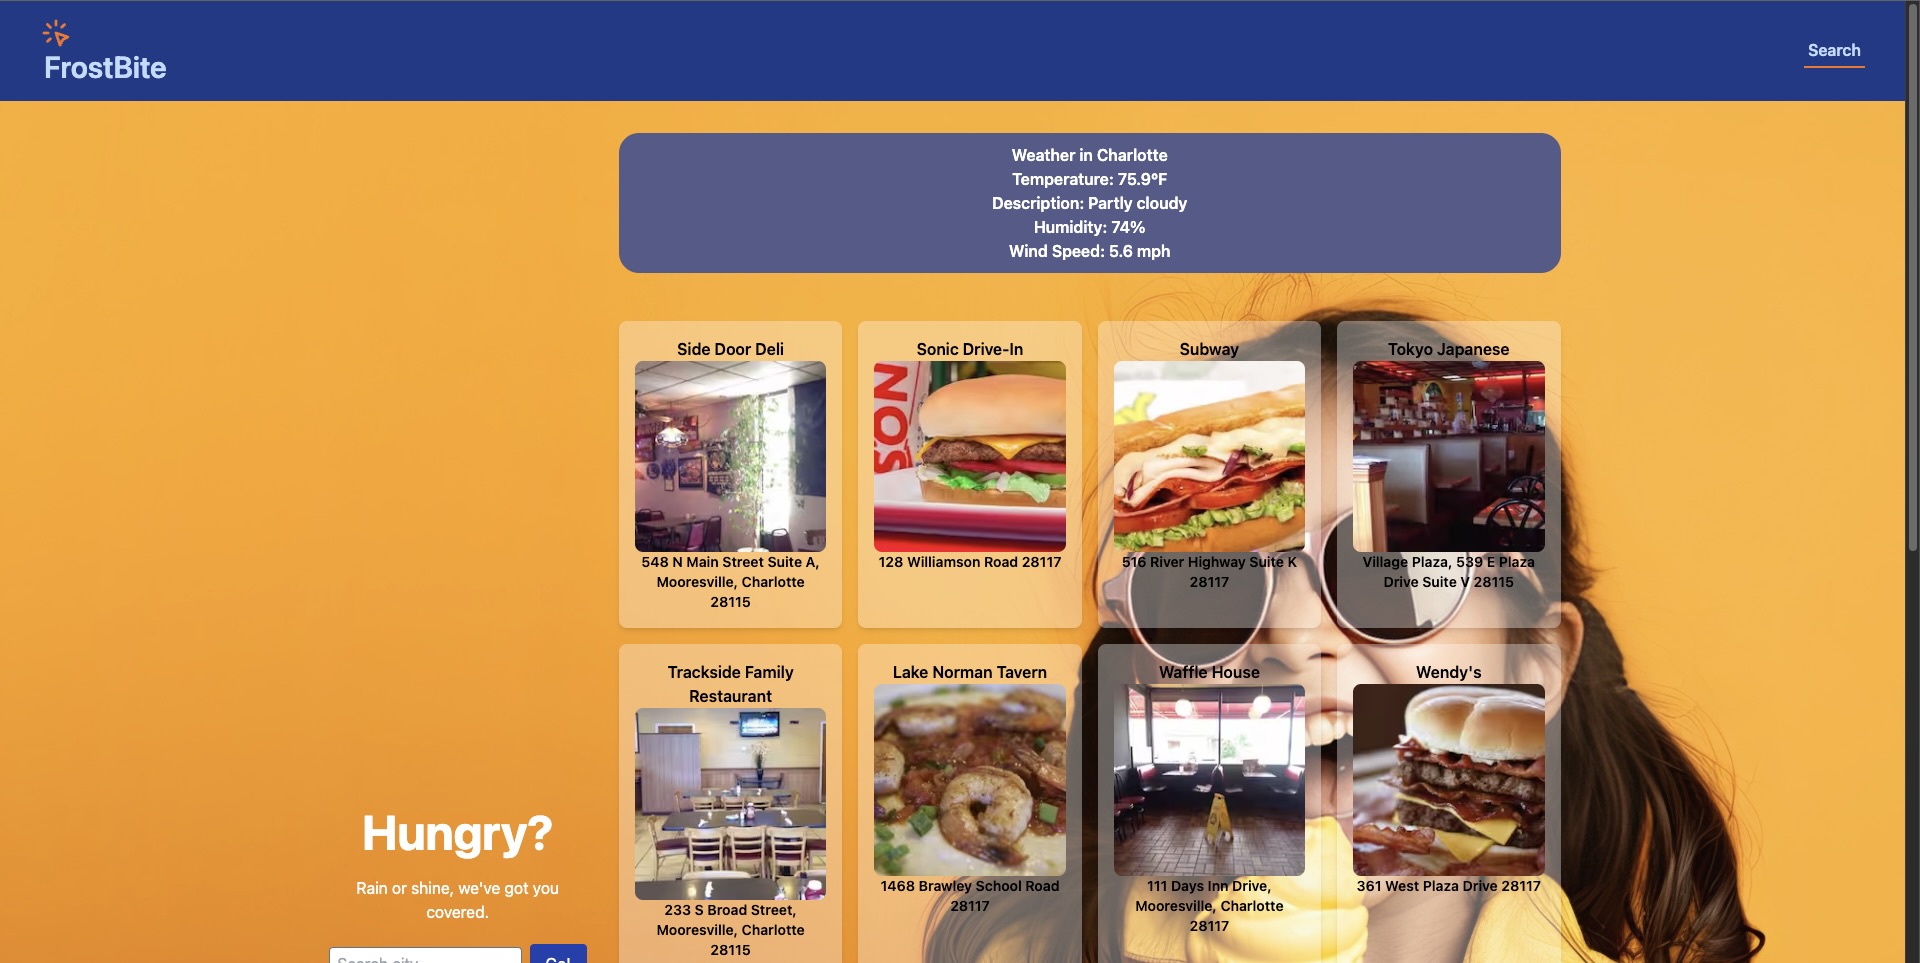 FrostBite
Search
Weather in Charlotte
Temperature: 75.9°F
Description: Partly cloudy
Humidity: 74%
Wind Speed: 5.6 mph
Side Door Deli
548 N Main Street Suite A,
Mooresville, Charlotte
28115
Sonic Drive-In
SON
128 Williamson Road 28117
Subway
516 River Highway Suite K
28117
Tokyo Japanese
Village Plaza, 539 E Plaza
Drive Suite V 28115
Trackside Family
Restaurant
233 S Broad Street,
Mooresville, Charlotte
28115
Lake Norman Tavern
1468 Brawley School Road
28117
Waffle House
111 Days Inn Drive,
Mooresville, Charlotte
28117
Wendy's
361 West Plaza Drive 28117
Hungry?
Rain or shine, we've got you
covered.
Search city
Go!